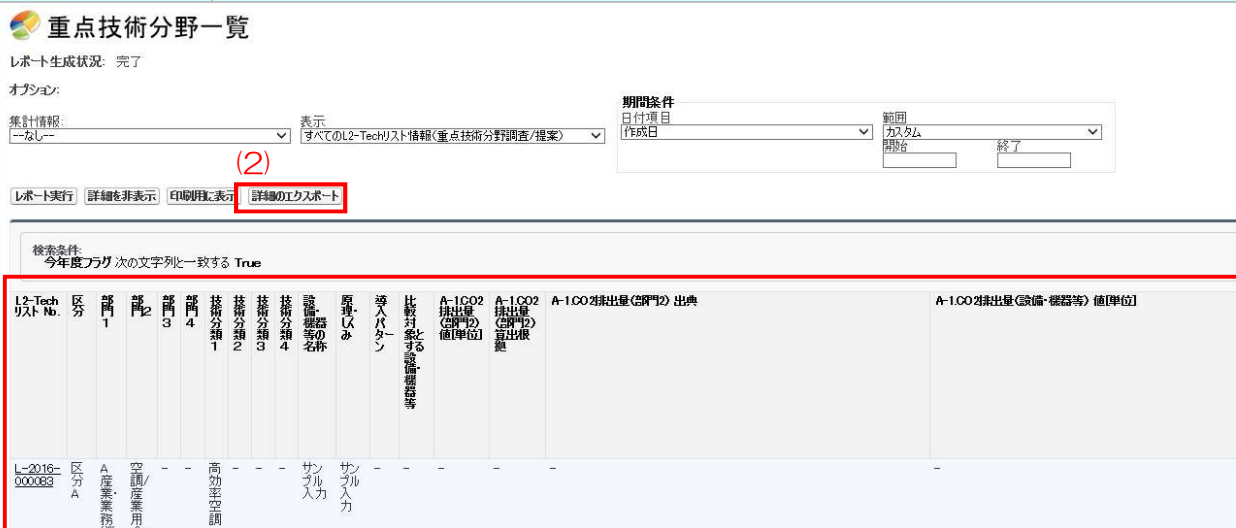 重点技術分野一覧
レポート生成状況: 完了
オプション:
集計情報:
--なし--
表示
すべてのL2-Techリスト情報(重点技術分野調査/提案)
期間条件
日付項目
作成日
範囲
カスタム
開始
終了
(2)
レポート実行
詳細を非表示
印刷用に表示
詳細のエクスポート
検索条件:
今年度フラグ 次の文字列と一致する True
L2-Tech
リスト No.
区分
部門1
部門2
部門3
部門4
技術分類1
技術分類2
技術分類3
技術分類4
設備・機器等の名称
原理・しくみ
導入パターン
比較対象とする設備・機器等
A-1.CO2
排出量
(部門2)
値[単位]
A-1.CO2
排出量
(部門2)
算出根
拠
A-1.CO2排出量(部門2) 出典
A-1.CO2排出量(設備・機器等) 値[単位]
L-2016-
000083
区分A
A産業・業務
空調/産業用
-
-
高効率空調
-
-
-
サンプル入力
サンプル入力
-
-
-
-
-
-